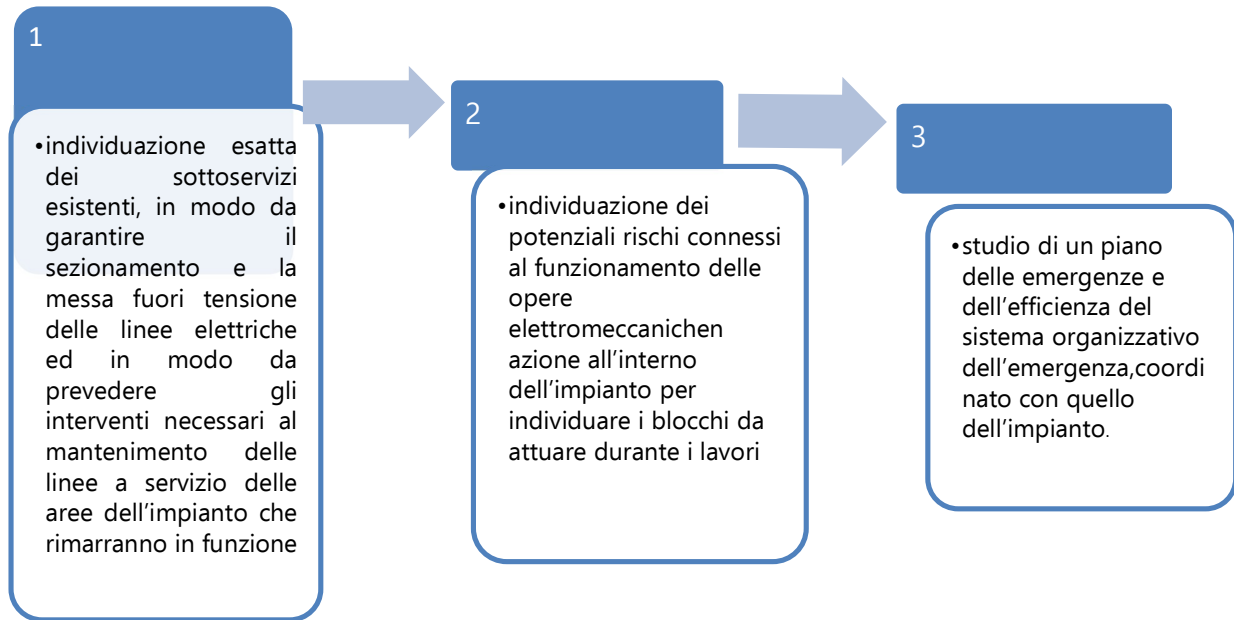 1
•individuazione esatta
dei sottoservizi
esistenti, in modo da
garantire il
sezionamento e la
messa fuori tensione
delle linee elettriche
ed in modo da
prevedere gli
interventi necessari al
mantenimento delle
linee a servizio delle
aree dell’impianto che
rimarranno in funzione
2
•individuazione dei
potenziali rischi connessi
al funzionamento delle
opere
elettromeccanichen
azione all’interno
dell’impianto per
individuare i blocchi da
attuare durante i lavori
3
•studio di un piano
delle emergenze e
dell’efficienza del
sistema organizzativo
dell’emergenza,coordi
nato con quello
dell’impianto.